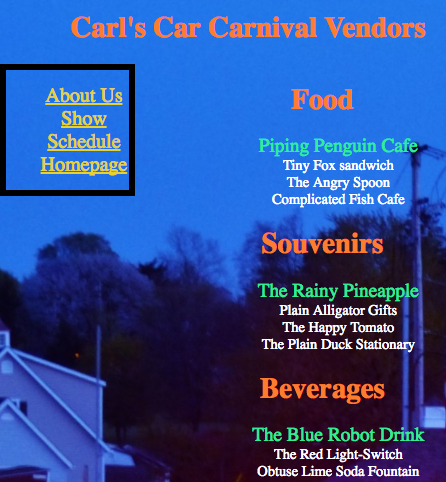 Carl's Car Carnival Vendors
About Us
Show
Schedule
Homepage
Food
Piping Penguin Cafe
Tiny Fox sandwich
The Angry Spoon
Complicated Fish Cafe
Souvenirs
The Rainy Pineapple
Plain Alligator Gifts
The Happy Tomato
The Plain Duck Stationary
Beverages
The Blue Robot Drink
The Red Light-Switch
Obtuse Lime Soda Fountain